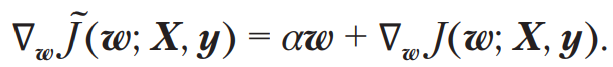 ∇_w J̃(w; X, y) = αw + ∇_w J(w; X, y).